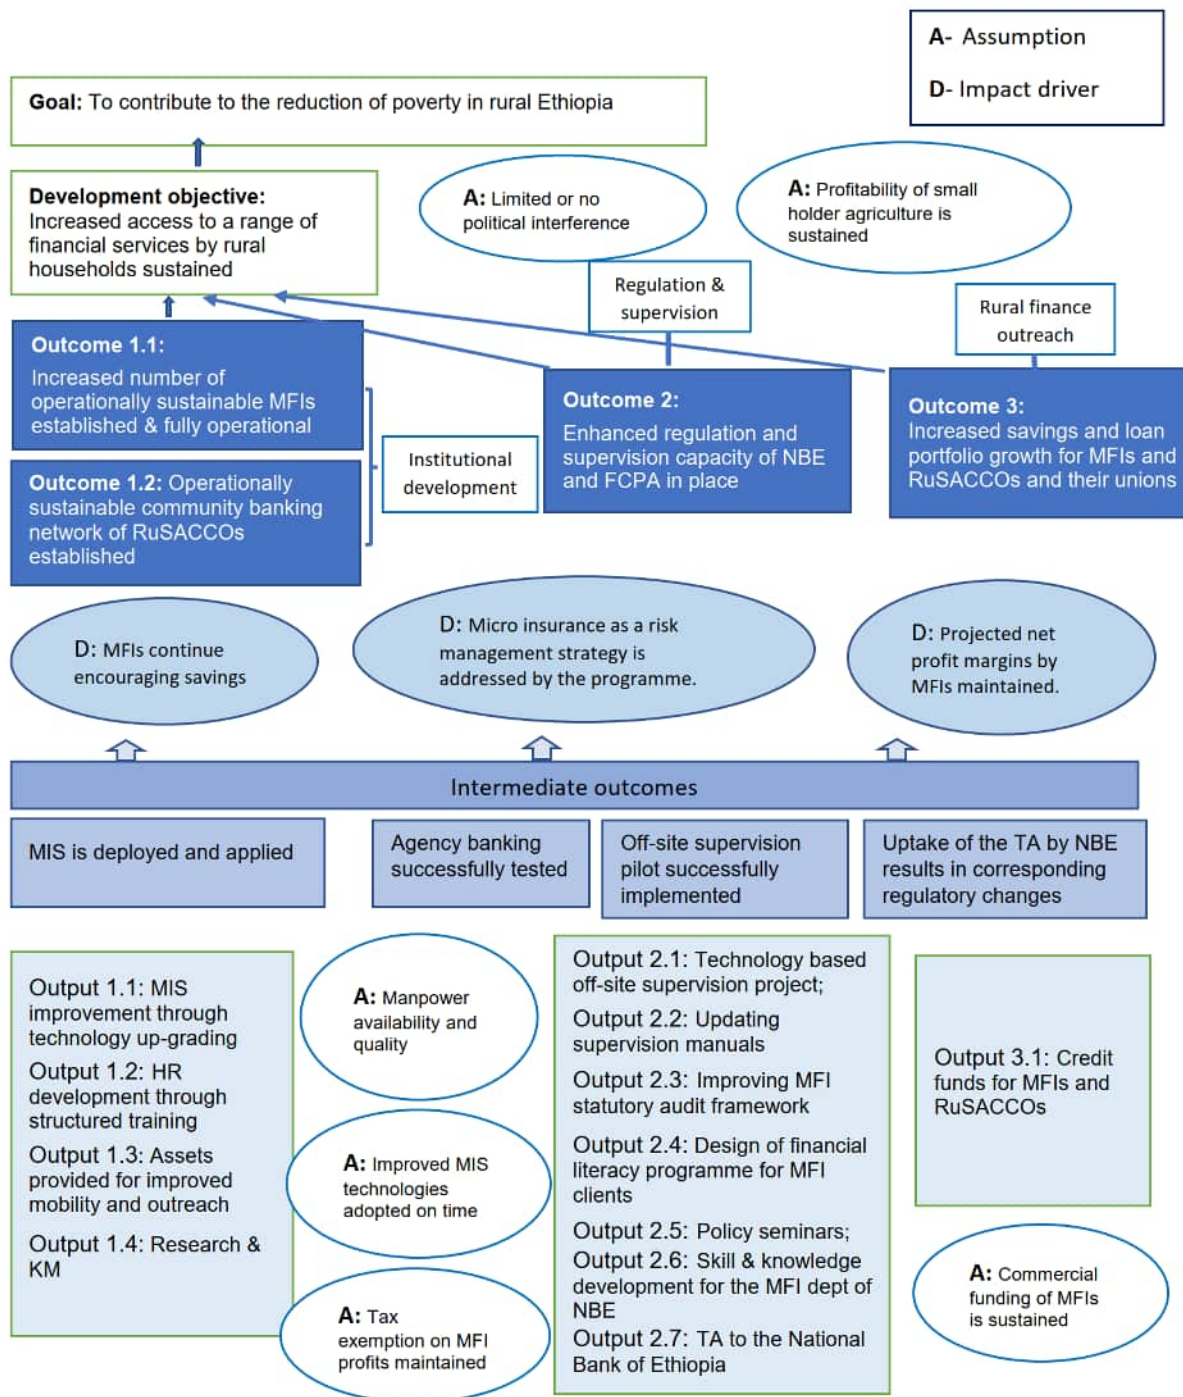 A- Assumption
D- Impact driver
Goal: To contribute to the reduction of poverty in rural Ethiopia
Development objective:
Increased access to a range of
financial services by rural
households sustained
A: Limited or no
political interference
A: Profitability of small
holder agriculture is
sustained
Regulation &
supervision
Rural finance
outreach
Outcome 1.1:
Increased number of
operationally sustainable MFIs
established & fully operational
Outcome 1.2: Operationally
sustainable community banking
network of RuSACCOs
established
Institutional
development
Outcome 2:
Enhanced regulation and
supervision capacity of NBE
and FCPA in place
Outcome 3:
Increased savings and loan
portfolio growth for MFIs and
RuSACCOs and their unions
D: MFIs continue
encouraging savings
D: Micro insurance as a risk
management strategy is
addressed by the programme.
D: Projected net
profit margins by
MFIs maintained.
Intermediate outcomes
MIS is deployed and applied
Agency banking
successfully tested
Off-site supervision
pilot successfully
implemented
Uptake of the TA by NBE
results in corresponding
regulatory changes
Output 1.1: MIS
improvement through
technology up-grading
Output 1.2: HR
development through
structured training
Output 1.3: Assets
provided for improved
mobility and outreach
Output 1.4: Research &
KM
A: Manpower
availability and
quality
A: Improved MIS
technologies
adopted on time
A: Tax
exemption on MFI
profits maintained
Output 2.1: Technology based
off-site supervision project;
Output 2.2: Updating
supervision manuals
Output 2.3: Improving MFI
statutory audit framework
Output 2.4: Design of financial
literacy programme for MFI
clients
Output 2.5: Policy seminars;
Output 2.6: Skill & knowledge
development for the MFI dept of
NBE
Output 2.7: TA to the National
Bank of Ethiopia
Output 3.1: Credit
funds for MFIs and
RuSACCOs
A: Commercial
funding of MFIs
is sustained